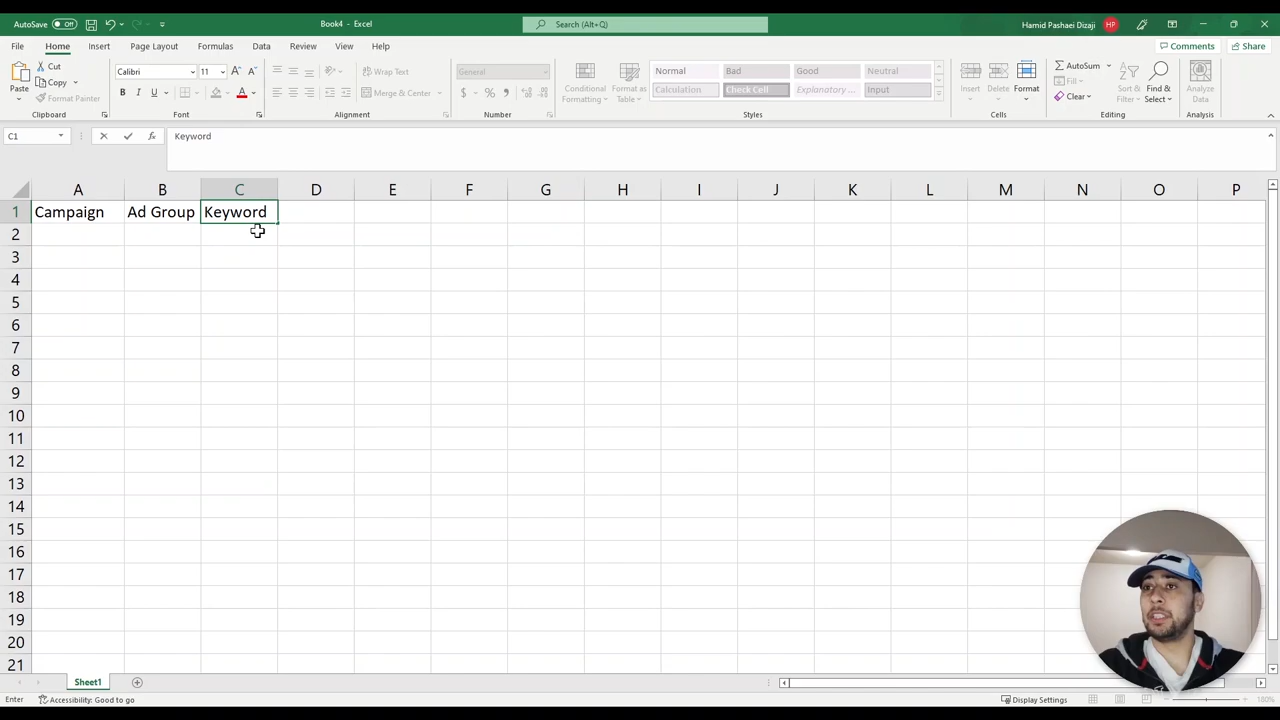 AutoSave Off Book4 - Excel Search (Alt+Q) Hamid Pashaei Dizaji HP
File Home Insert Page Layout Formulas Data Review View Help Comments Share
Paste Cut Calibri 11 Wrap Text General Conditional Formatting Format as Table Normal Bad Good Neutral Insert Delete Format AutoSum Sort & Filter Find & Select Analyze Data
Copy Merge & Center Calculation Check Cell Explanatory ... Input Fill
Format Painter Clear
Clipboard Font Alignment Number Styles Cells Editing Analysis
C1 fx Keyword
A B C D E F G H I J K L M N O P
1 Campaign Ad Group Keyword
2
3
4
5
6
7
8
9
10
11
12
13
14
15
16
17
18
19
20
21
Sheet1
Enter Accessibility: Good to go Display Settings 180%